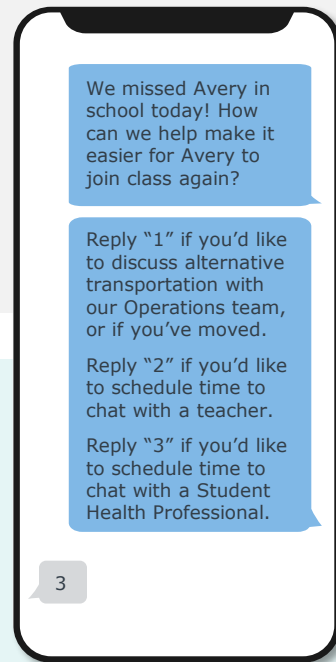 We missed Avery in
school today! How
can we help make it
easier for Avery to
join class again?
Reply “1” if you’d like
to discuss alternative
transportation with
our Operations team,
or if you’ve moved.
Reply “2” if you’d like
to schedule time to
chat with a teacher.
Reply “3” if you’d like
to schedule time to
chat with a Student
Health Professional.
3